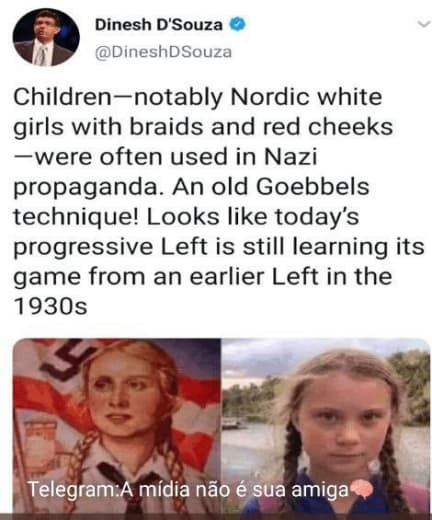 Dinesh D'Souza
@DineshDSouza
Children—notably Nordic white
girls with braids and red cheeks
—were often used in Nazi
propaganda. An old Goebbels
technique! Looks like today's
progressive Left is still learning its
game from an earlier Left in the
1930s
Telegram:A mídia não é sua amiga🧠